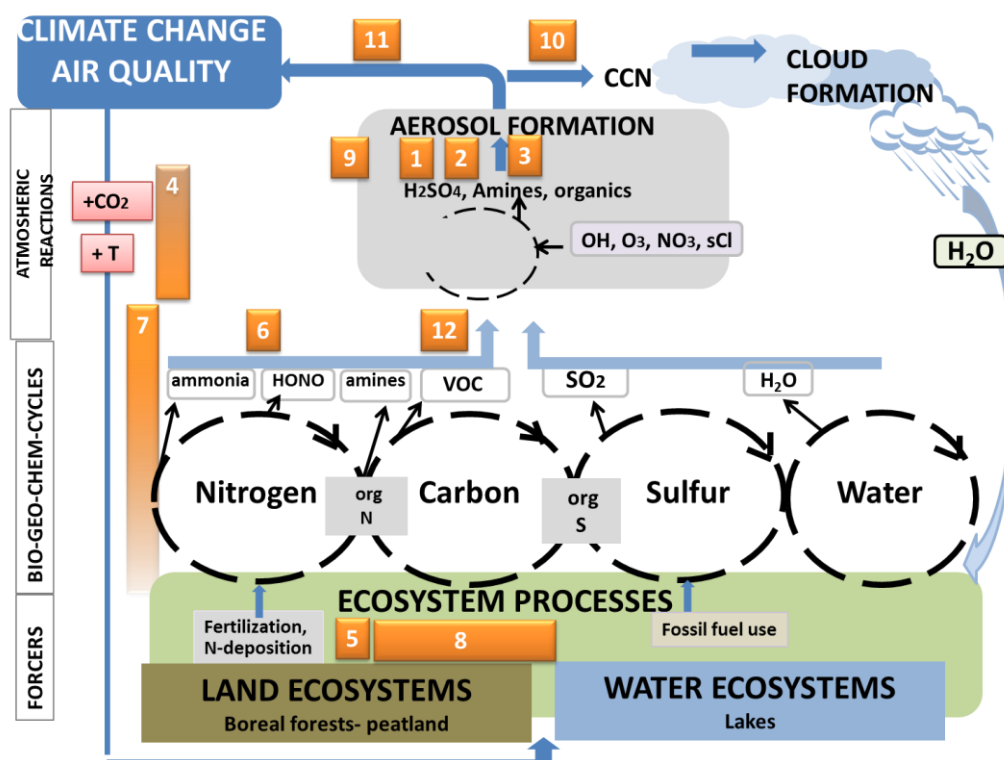 CLIMATE CHANGE
AIR QUALITY
11
10
CCN
CLOUD
FORMATION
AEROSOL FORMATION
9
1
2
3
H₂SO₄, Amines, organics
OH, O₃, NO₃, sCl
ATMOSHERIC
REACTIONS
+CO₂
+ T
4
H₂O
7
6
12
ammonia
HONO
amines
VOC
SO₂
H₂O
BIO-GEO-CHEM-CYCLES
Nitrogen
org
N
Carbon
org
S
Sulfur
Water
ECOSYSTEM PROCESSES
FORCERS
Fertilization,
N-deposition
5
8
Fossil fuel use
LAND ECOSYSTEMS
Boreal forests- peatland
WATER ECOSYSTEMS
Lakes